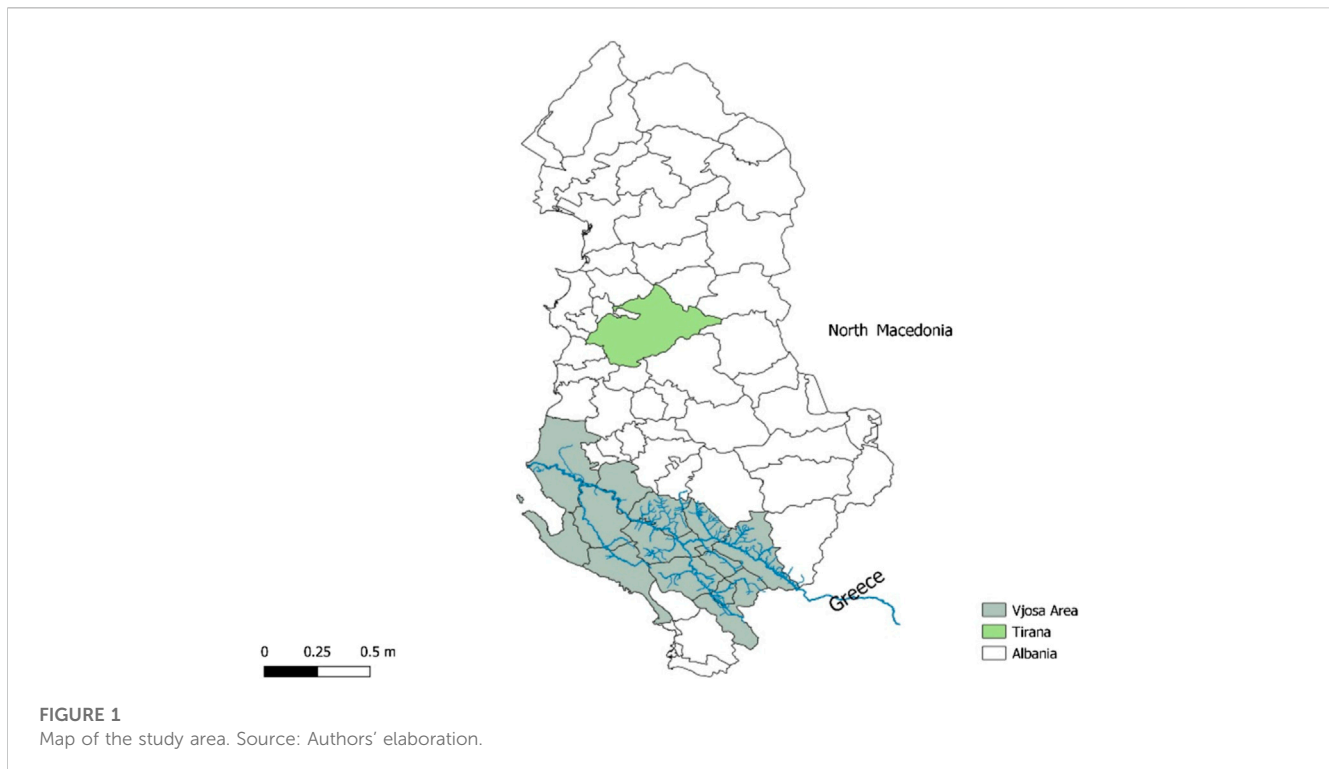 North Macedonia
Greece
Vjosa Area
Tirana
Albania
0 0.25 0.5 m
FIGURE 1
Map of the study area. Source: Authors' elaboration.